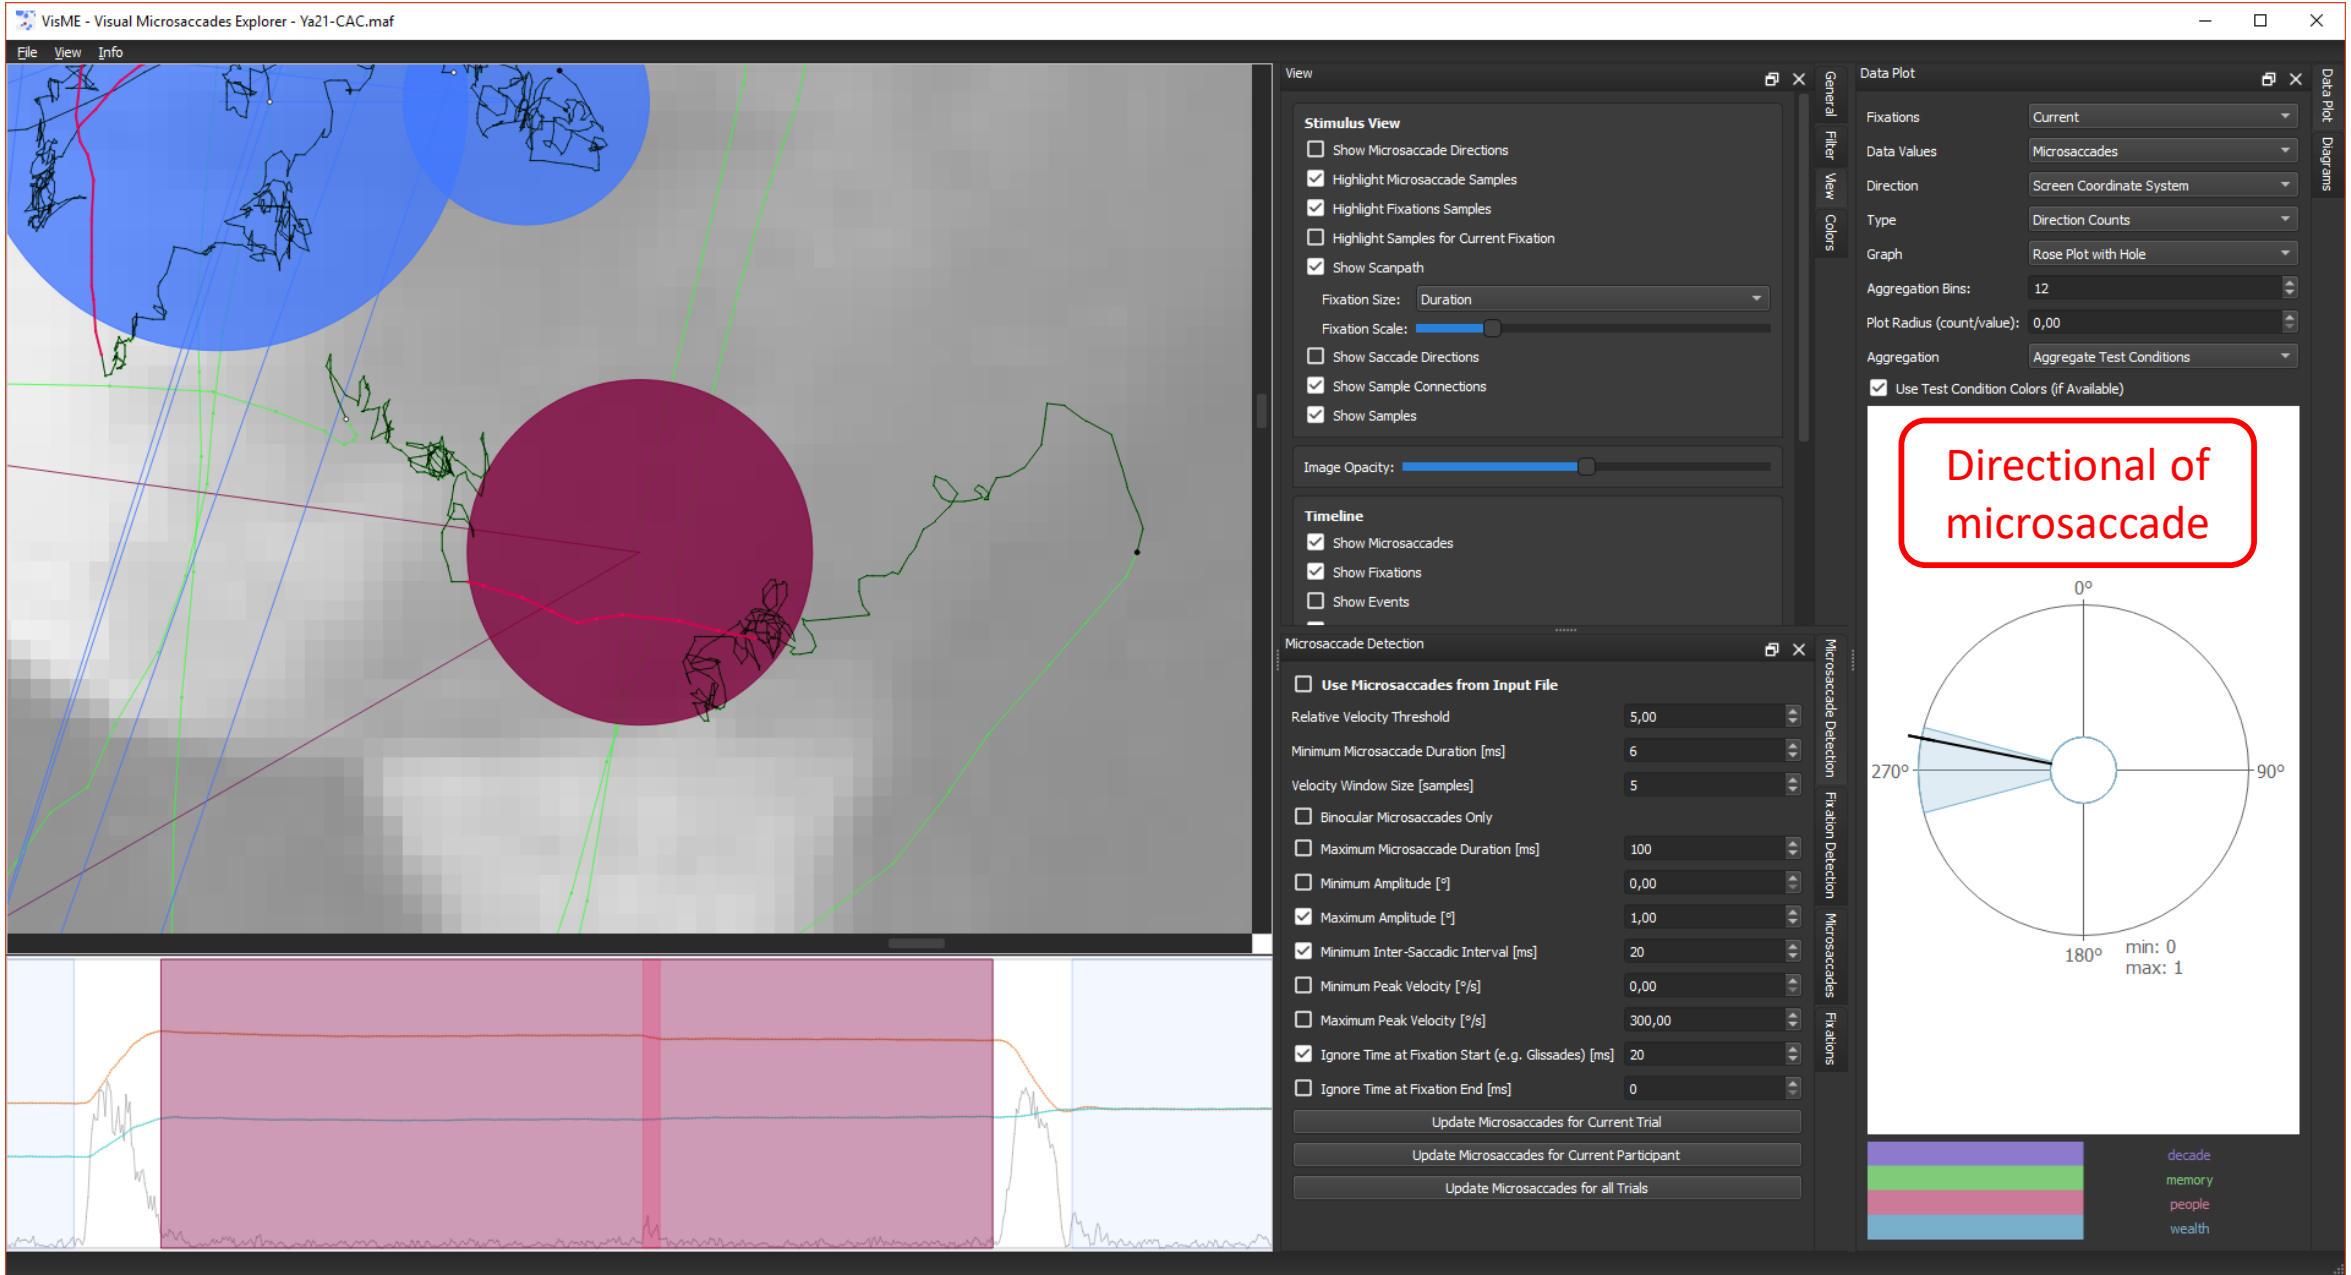 VisME - Visual Microsaccades Explorer - Ya21-CAC.maf
File View Info
View
General
Filter
View
Colors
Stimulus View
Show Microsaccade Directions
Highlight Microsaccade Samples
Highlight Fixations Samples
Highlight Samples for Current Fixation
Show Scanpath
Fixation Size: Duration
Fixation Scale:
Show Saccade Directions
Show Sample Connections
Show Samples
Image Opacity:
Timeline
Show Microsaccades
Show Fixations
Show Events
Microsaccade Detection
Use Microsaccades from Input File
Relative Velocity Threshold 5,00
Minimum Microsaccade Duration [ms] 6
Velocity Window Size [samples] 5
Binocular Microsaccades Only
Maximum Microsaccade Duration [ms] 100
Minimum Amplitude [°] 0,00
Maximum Amplitude [°] 1,00
Minimum Inter-Saccadic Interval [ms] 20
Minimum Peak Velocity [°/s] 0,00
Maximum Peak Velocity [°/s] 300,00
Ignore Time at Fixation Start (e.g. Glissades) [ms] 20
Ignore Time at Fixation End [ms] 0
Update Microsaccades for Current Trial
Update Microsaccades for Current Participant
Update Microsaccades for all Trials
Microsaccade Detection
Fixation Detection
Microsaccades
Fixations
Data Plot
Fixations Current
Data Values Microsaccades
Direction Screen Coordinate System
Type Direction Counts
Graph Rose Plot with Hole
Aggregation Bins: 12
Plot Radius (count/value): 0,00
Aggregation Aggregate Test Conditions
Use Test Condition Colors (if Available)
Directional of
microsaccade
0°
270°
90°
180°
min: 0
max: 1
decade
memory
people
wealth
Data Plot
Diagrams